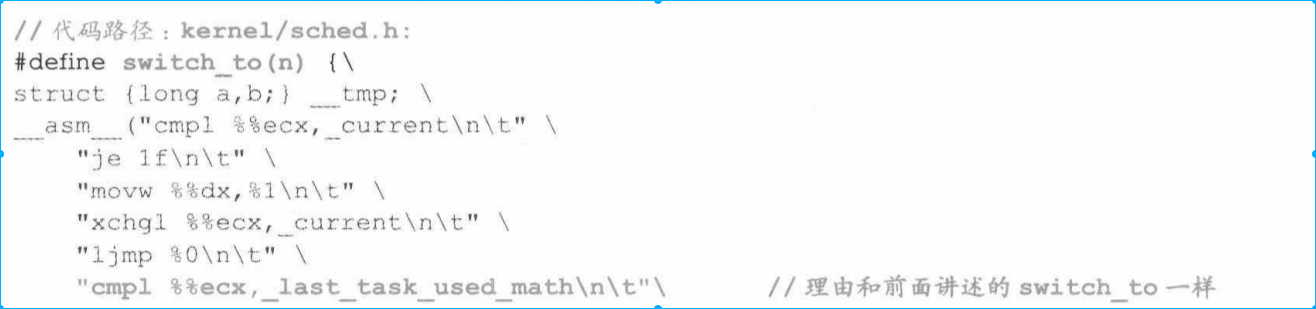 // 代码路径：kernel/sched.h:
#define switch_to(n) {\
struct {long a,b;} __tmp; \
__asm__("cmpl %%ecx,_current\n\t" \
"je 1f\n\t" \
"movw %%dx,%1\n\t" \
"xchgl %%ecx,_current\n\t" \
"ljmp %0\n\t" \
"cmpl %%ecx,_last_task_used_math\n\t"\ // 理由和前面讲述的 switch_to 一样